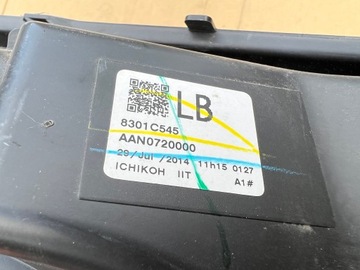 LB
8301C545
AAN0720000
29/Jul/2014 11h15 0127
ICHIKOH IIT A1#